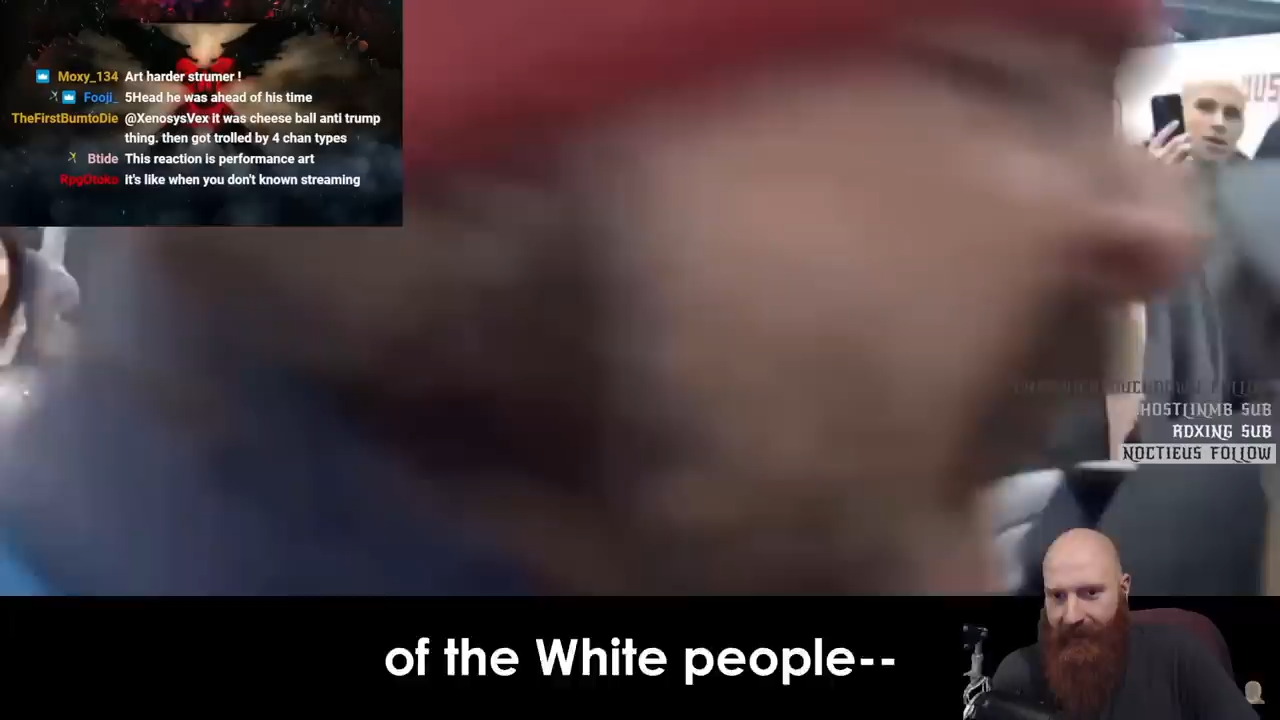 Moxy_134 Art harder strumer !
Fooji_ 5Head he was ahead of his time
TheFirstBumtoDie @XenosysVex it was cheese ball anti trump
thing. then got trolled by 4 chan types
Btide This reaction is performance art
RpgOtoko it's like when you don't known streaming
HOSTLINMB SUB
RDXING SUB
NOCTIEUS FOLLOW
of the White people--